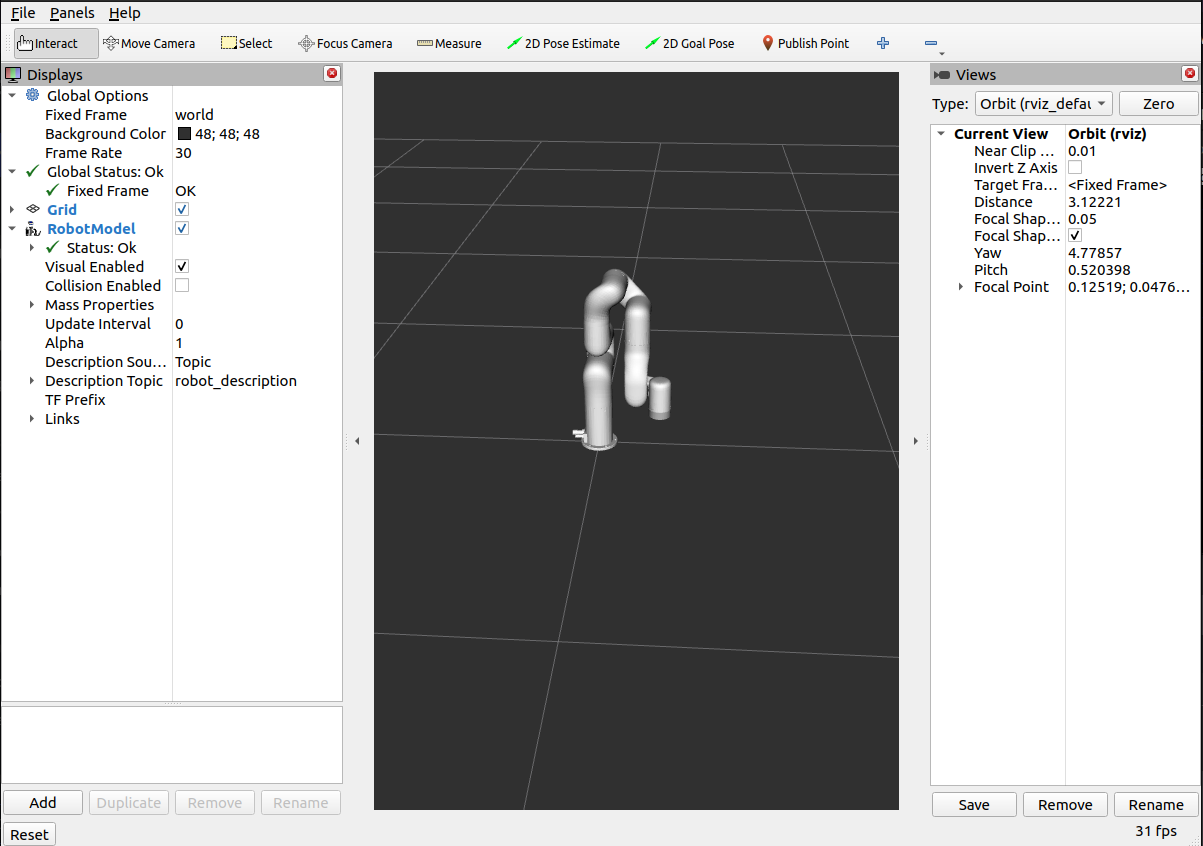 File Panels Help
Interact Move Camera Select Focus Camera Measure 2D Pose Estimate 2D Goal Pose Publish Point
Displays
Global Options
Fixed Frame world
Background Color 48; 48; 48
Frame Rate 30
Global Status: Ok
Fixed Frame OK
Grid
RobotModel
Status: Ok
Visual Enabled
Collision Enabled
Mass Properties
Update Interval 0
Alpha 1
Description Sou... Topic
Description Topic robot_description
TF Prefix
Links
Add Duplicate Remove Rename
Reset
Views
Type: Orbit (rviz_defau Zero
Current View Orbit (rviz)
Near Clip ... 0.01
Invert Z Axis
Target Fra... <Fixed Frame>
Distance 3.12221
Focal Shap... 0.05
Focal Shap...
Yaw 4.77857
Pitch 0.520398
Focal Point 0.12519; 0.0476...
Save Remove Rename
31 fps